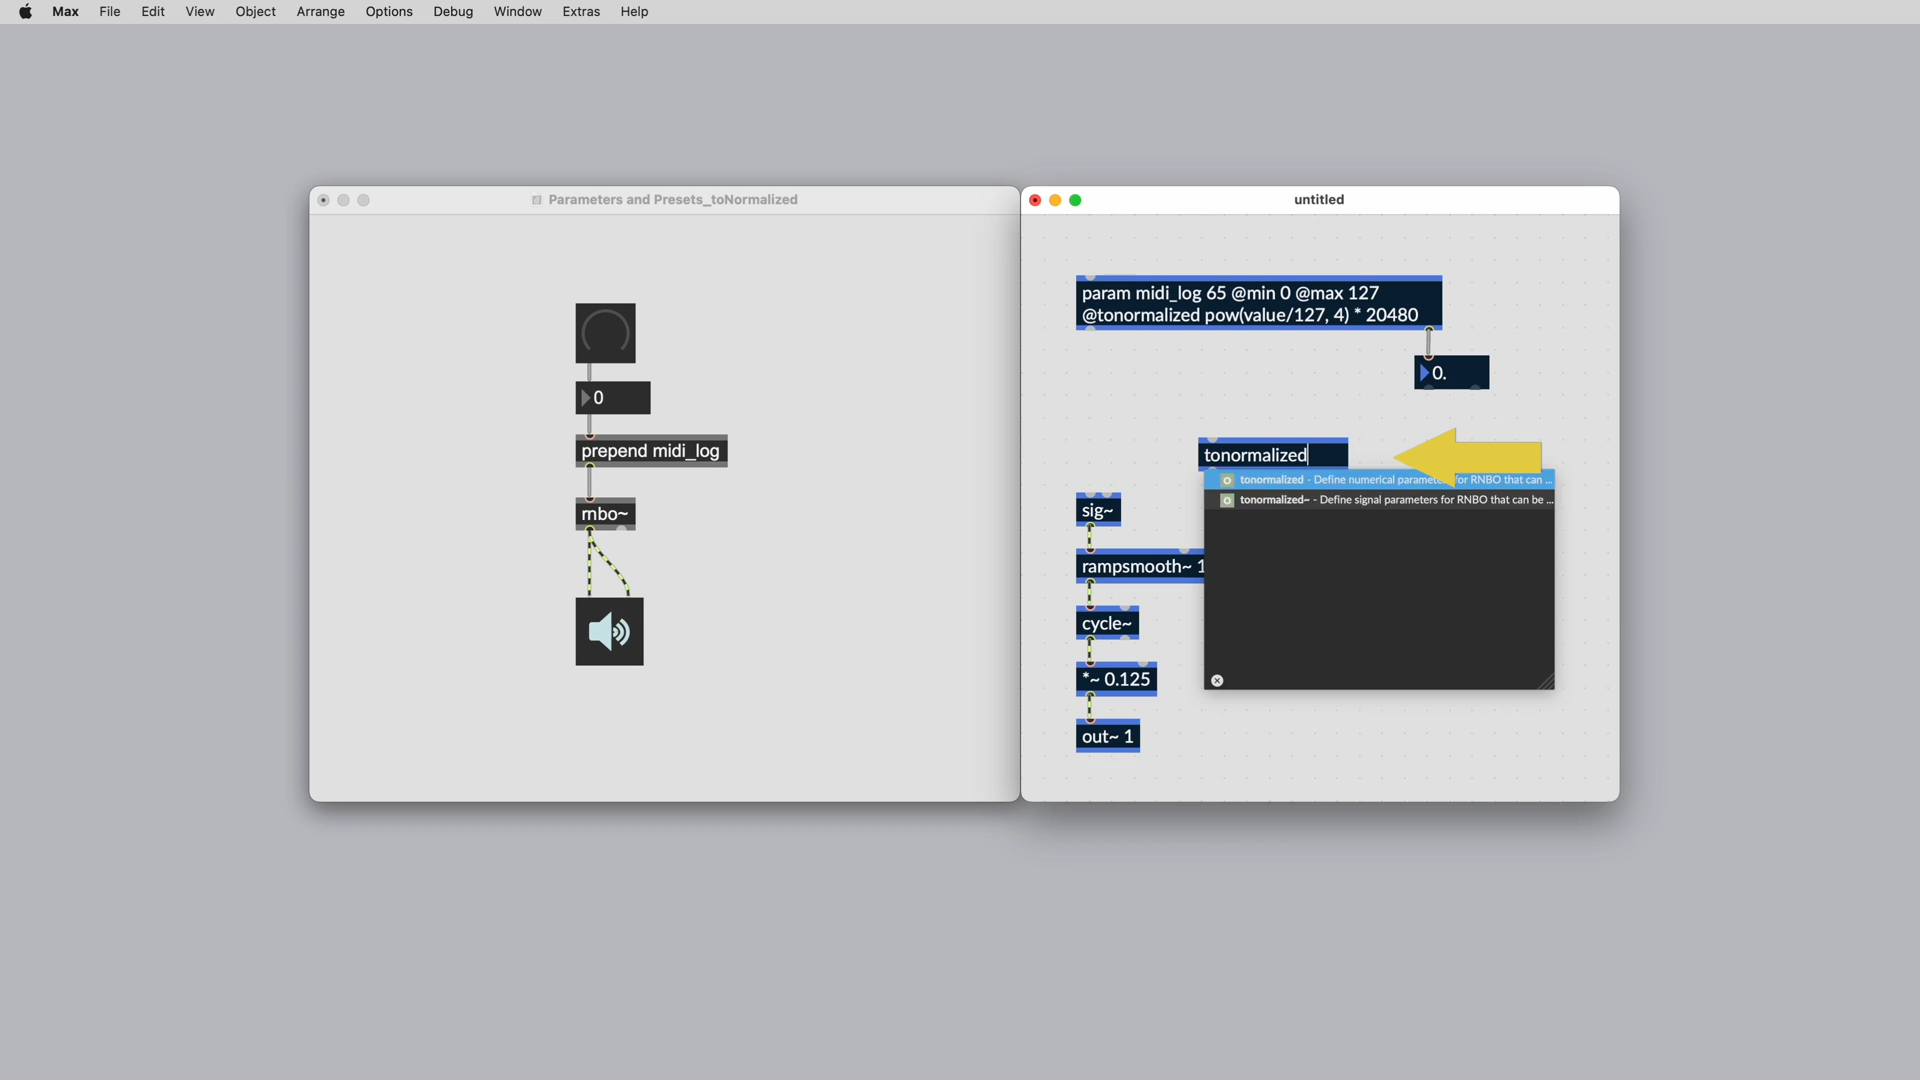 Max File Edit View Object Arrange Options Debug Window Extras Help
Parameters and Presets_toNormalized
0
prepend midi_log
rnbo~
untitled
param midi_log 65 @min 0 @max 127
@tonormalized pow(value/127, 4) * 20480
0.
tonormalized
tonormalized - Define numerical paramete for RNBO that can ...
tonormalized~ - Define signal parameters for RNBO that can be ...
sig~
rampsmooth~ 1
cycle~
*~ 0.125
out~ 1